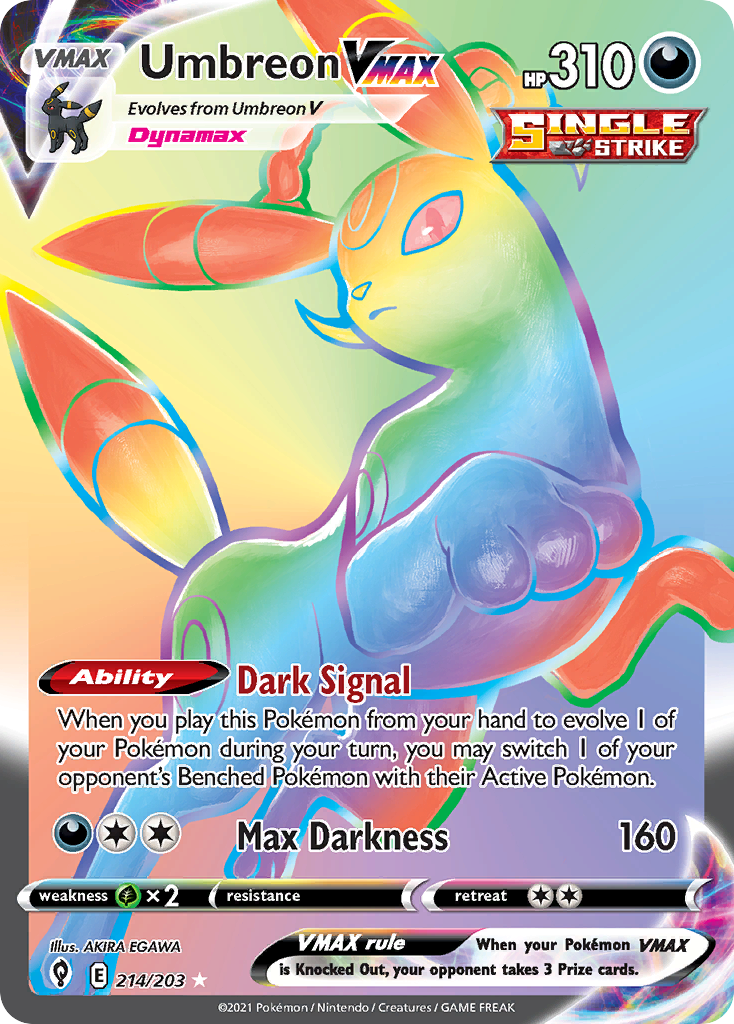 VMAX
Umbreon VMAX
HP 310
Evolves from Umbreon V
Dynamax
SINGLE STRIKE
Ability Dark Signal
When you play this Pokémon from your hand to evolve 1 of
your Pokémon during your turn, you may switch 1 of your
opponent's Benched Pokémon with their Active Pokémon.
Max Darkness 160
weakness ×2 resistance retreat
Illus. AKIRA EGAWA
VMAX rule When your Pokémon VMAX
is Knocked Out, your opponent takes 3 Prize cards.
E 214/203
©2021 Pokémon / Nintendo / Creatures / GAME FREAK